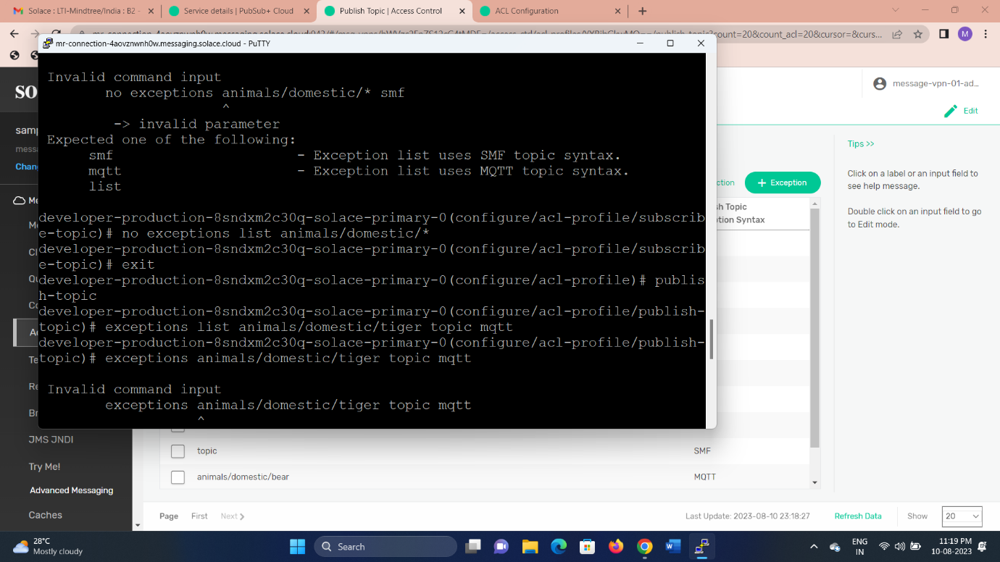 Solace : LTI-Mindtree/India : B2 -
Service details | PubSub+ Cloud
Publish Topic | Access Control
ACL Configuration
mr-connection-4aovznwnh0w.messaging.solace.cloud - PuTTY
Invalid command input
no exceptions animals/domestic/* smf
^
-> invalid parameter
Expected one of the following:
smf - Exception list uses SMF topic syntax.
mqtt - Exception list uses MQTT topic syntax.
list
developer-production-8sndxm2c30q-solace-primary-0(configure/acl-profile/subscrib
e-topic)# no exceptions list animals/domestic/*
developer-production-8sndxm2c30q-solace-primary-0(configure/acl-profile/subscrib
e-topic)# exit
developer-production-8sndxm2c30q-solace-primary-0(configure/acl-profile)# publis
h-topic
developer-production-8sndxm2c30q-solace-primary-0(configure/acl-profile/publish-
topic)# exceptions list animals/domestic/tiger topic mqtt
developer-production-8sndxm2c30q-solace-primary-0(configure/acl-profile/publish-
topic)# exceptions animals/domestic/tiger topic mqtt
Invalid command input
exceptions animals/domestic/tiger topic mqtt
^
SO
samp
messa
Chan
Me
JMS JNDI
Try Me!
Advanced Messaging
Caches
message-vpn-01-ad...
Edit
Tips >>
Click on a label or an input field to
see help message.
Double click on an input field to go
to Edit mode.
ction
+ Exception
sh Topic
tion Syntax
topic SMF
animals/domestic/bear MQTT
Page First Next
Last Update: 2023-08-10 23:18:27
Refresh Data
Show 20
28°C
Mostly cloudy
Search
ENG
IN
11:19 PM
10-08-2023
M